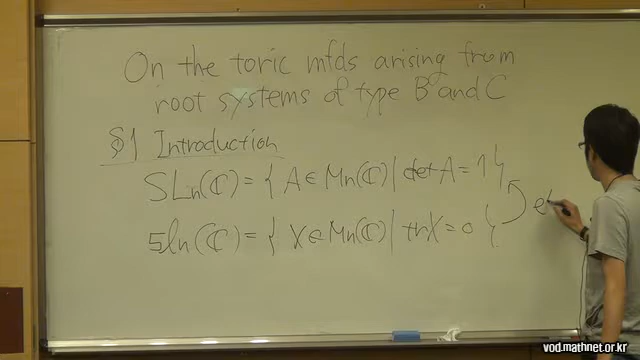 On the toric mfds arising from
root systems of type B and C
§1 Introduction
SLn(ℂ) = { A ∈ Mn(ℂ) | det A = 1 }
sln(ℂ) = { X ∈ Mn(ℂ) | trX = 0 }
vod.mathnet.or.kr